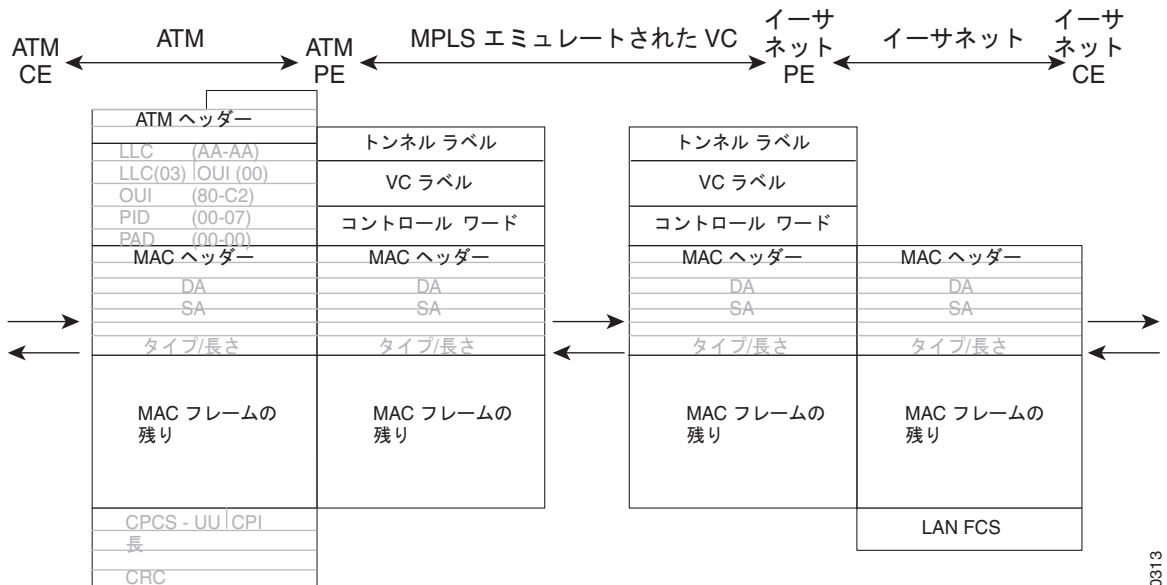 ATM
CE
ATM
ATM
PE
MPLS エミュレートされた VC
イーサ
ネット
PE
イーサネット
イーサ
ネット
CE
ATM ヘッダー
LLC (AA-AA)
LLC(03) OUI (00)
OUI (80-C2)
PID (00-07)
PAD (00-00)
MAC ヘッダー
DA
SA
タイプ/長さ
MAC フレームの
残り
CPCS - UU CPI
長
CRC
トンネル ラベル
VC ラベル
コントロール ワード
MAC ヘッダー
DA
SA
タイプ/長さ
MAC フレームの
残り
トンネル ラベル
VC ラベル
コントロール ワード
MAC ヘッダー
DA
SA
タイプ/長さ
MAC フレームの
残り
MAC ヘッダー
DA
SA
タイプ/長さ
MAC フレームの
残り
LAN FCS